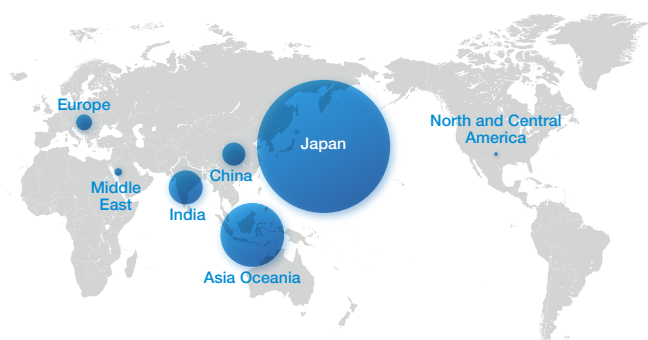 Europe
Japan
North and Central
America
China
Middle
East
India
Asia Oceania